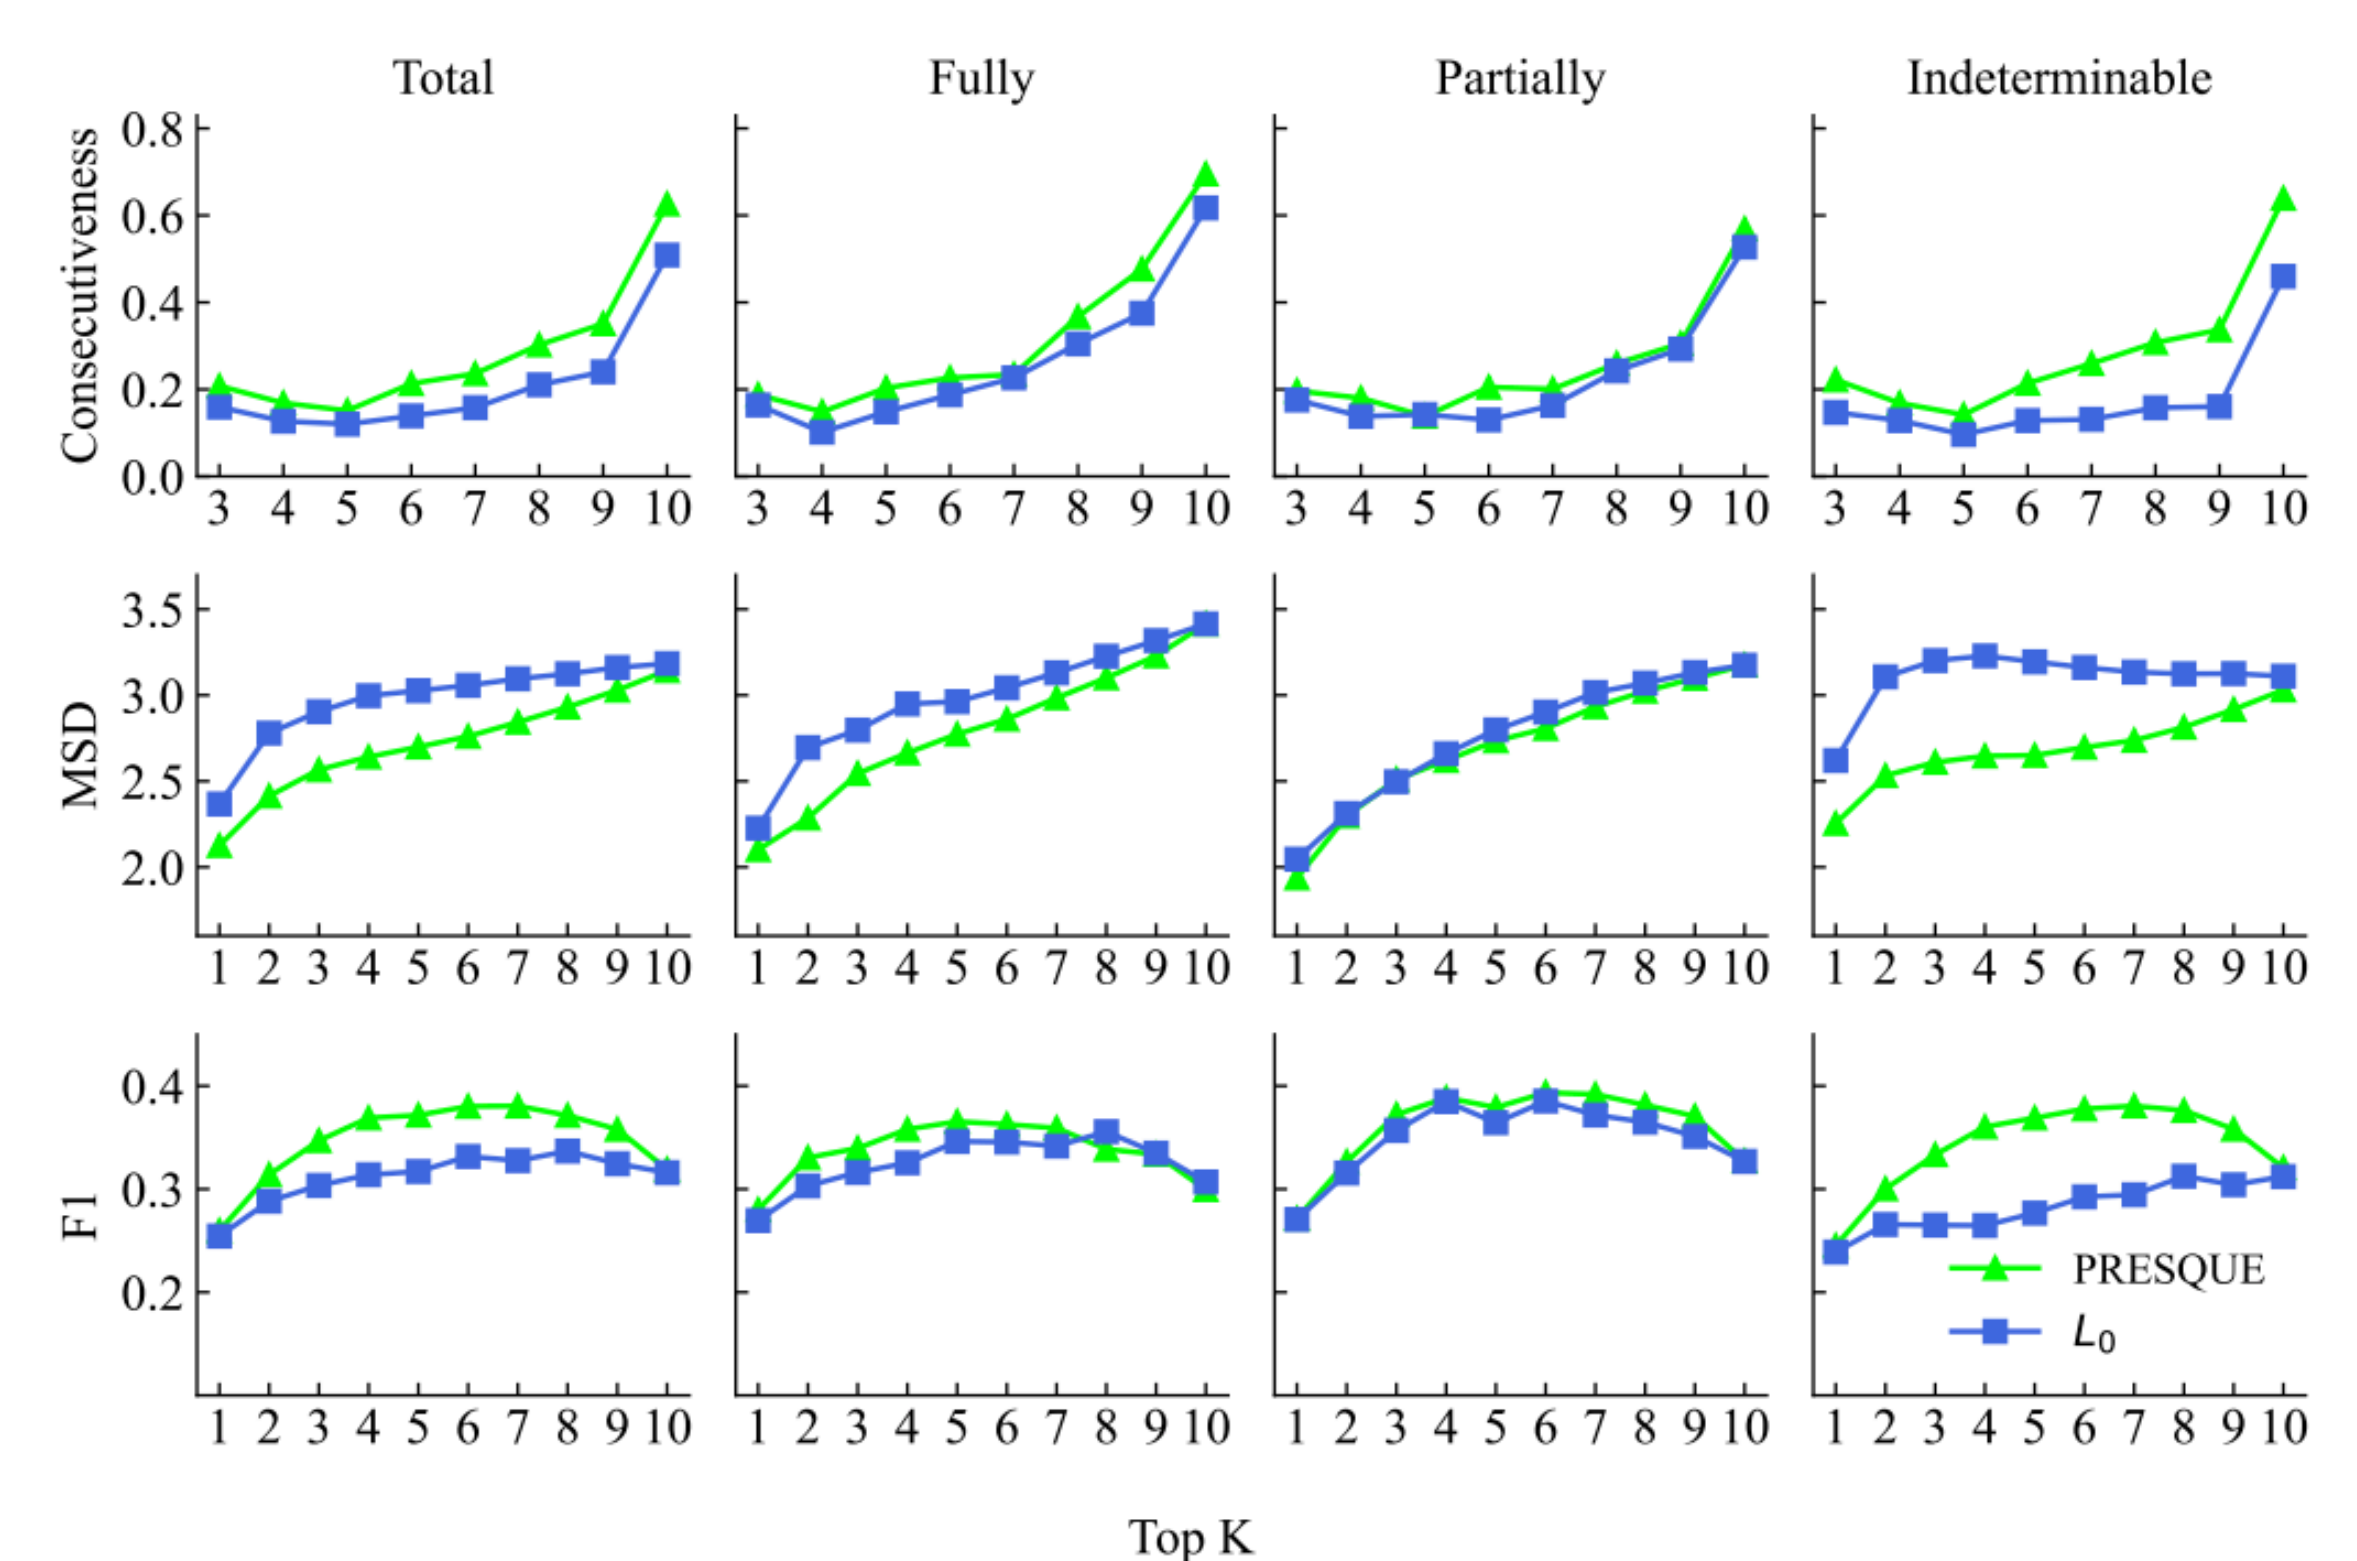 Total Fully Partially Indeterminable
Consecutiveness
0.8
0.6
0.4
0.2
0.0
3 4 5 6 7 8 9 10 3 4 5 6 7 8 9 10 3 4 5 6 7 8 9 10 3 4 5 6 7 8 9 10
MSD
3.5
3.0
2.5
2.0
1 2 3 4 5 6 7 8 9 10 1 2 3 4 5 6 7 8 9 10 1 2 3 4 5 6 7 8 9 10 1 2 3 4 5 6 7 8 9 10
F1
0.4
0.3
0.2
PRESQUE
L₀
1 2 3 4 5 6 7 8 9 10 1 2 3 4 5 6 7 8 9 10 1 2 3 4 5 6 7 8 9 10 1 2 3 4 5 6 7 8 9 10
Top K